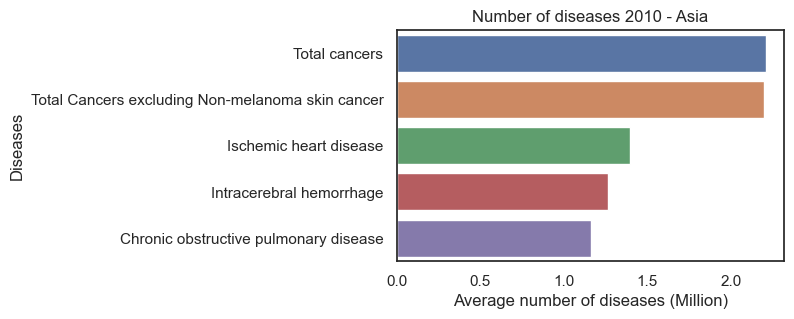 Number of diseases 2010 - Asia
Diseases
Total cancers
Total Cancers excluding Non-melanoma skin cancer
Ischemic heart disease
Intracerebral hemorrhage
Chronic obstructive pulmonary disease
0.0 0.5 1.0 1.5 2.0
Average number of diseases (Million)